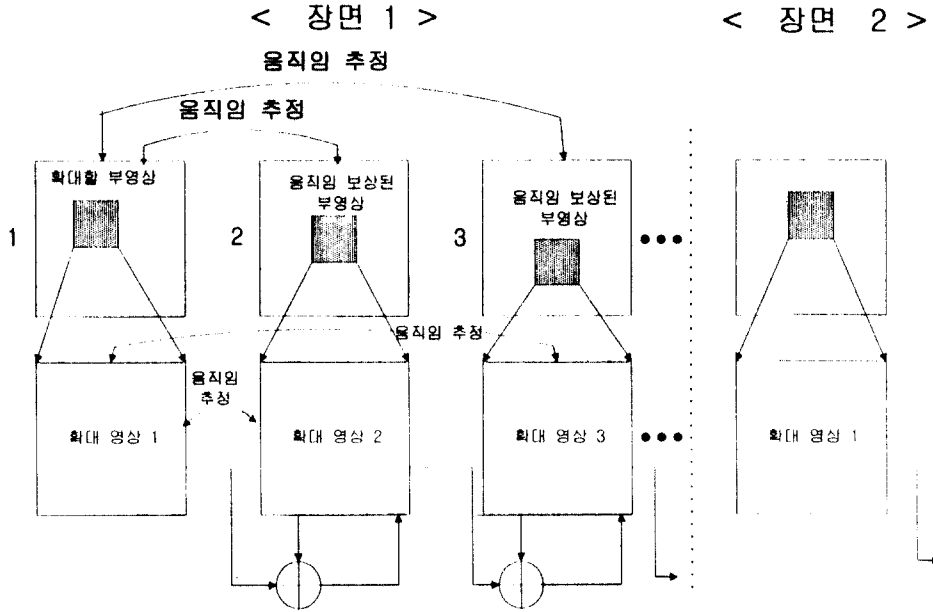 < 장면 1 >
< 장면 2 >
움직임 추정
움직임 추정
확대할 부영상
움직임 보상된
부영상
움직임 보상된
부영상
1
2
3
움직임 추정
움직임
추정
확대 영상 1
확대 영상 2
확대 영상 3
확대 영상 1